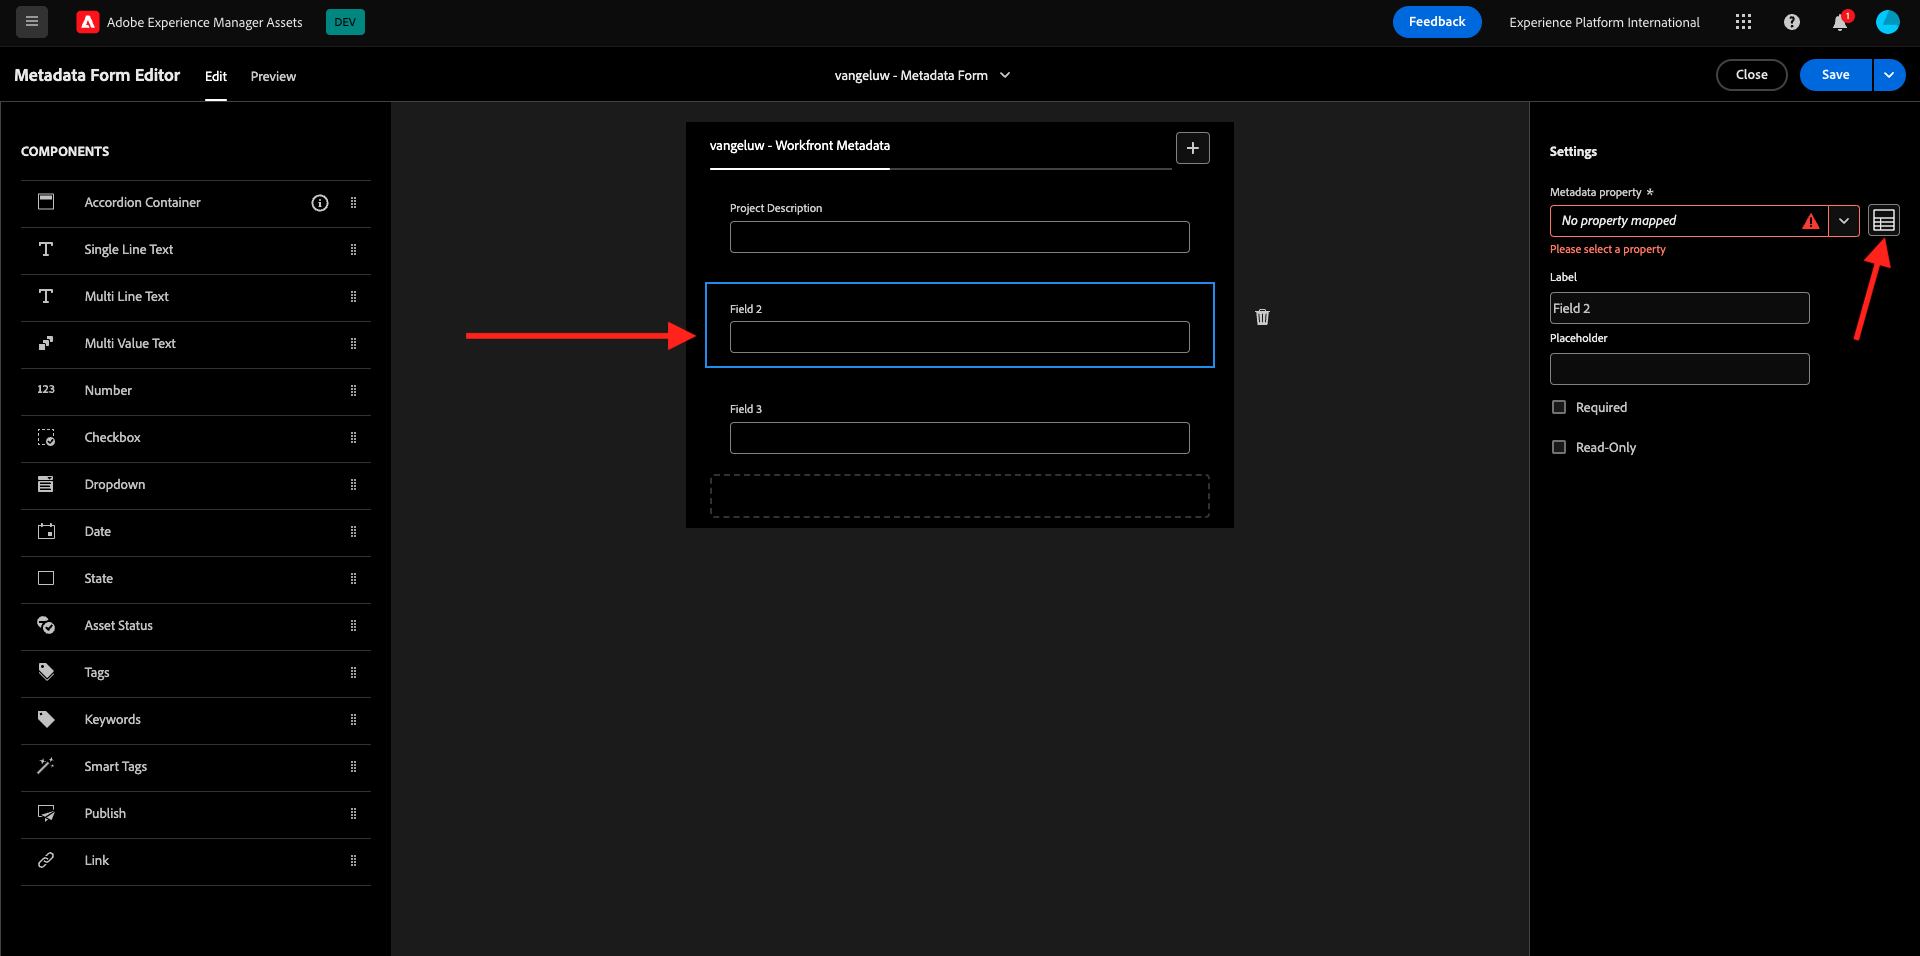 Adobe Experience Manager Assets
DEV
Feedback
Experience Platform International
1
Metadata Form Editor
Edit
Preview
vangeluw - Metadata Form
Close
Save
COMPONENTS
Accordion Container
Single Line Text
Multi Line Text
Multi Value Text
123
Number
Checkbox
Dropdown
Date
State
Asset Status
Tags
Keywords
Smart Tags
Publish
Link
vangeluw - Workfront Metadata
Project Description
Field 2
Field 3
Settings
Metadata property *
No property mapped
Please select a property
Label
Field 2
Placeholder
Required
Read-Only